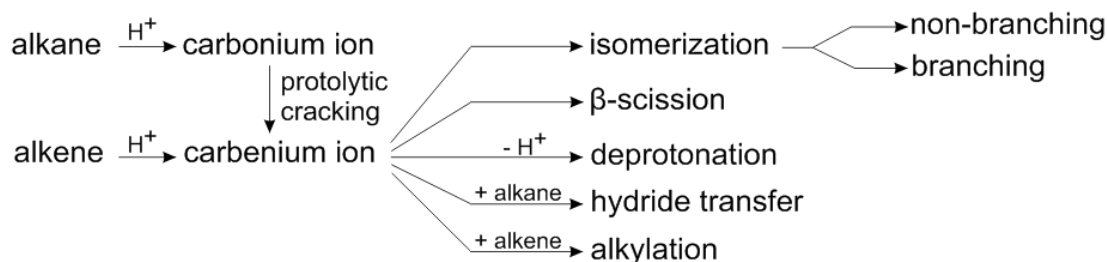 alkane H+ carbonium ion isomerization non-branching
branching
protolytic
cracking
β-scission
alkene H+ carbenium ion - H+ deprotonation
+ alkane hydride transfer
+ alkene alkylation